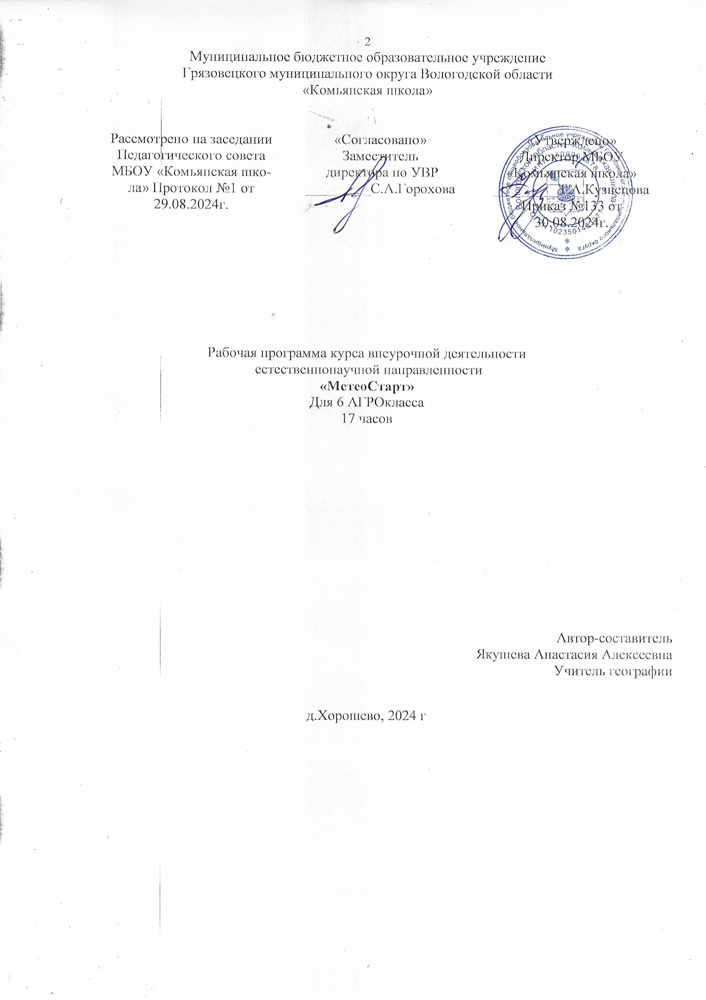 2
Муниципальное бюджетное образовательное учреждение
Грязовецкого муниципального округа Вологодской области
«Комьянская школа»
Рассмотрено на заседании
Педагогического совета
МБОУ «Комьянская шко-
ла» Протокол №1 от
29.08.2024г.
«Согласовано»
Заместитель
директора по УВР
С.А.Горохова
«Утверждено»
Директор МБОУ
«Комьянская школа»
А.Кузнецова
Приказ №133 от
30.08.2024г.
Рабочая программа курса внеурочной деятельности
естественнонаучной направленности
«МетеоСтарт»
Для 6 АГРОкласса
17 часов
Автор-составитель
Якушева Анастасия Алексеевна
Учитель географии
д.Хорошево, 2024 г